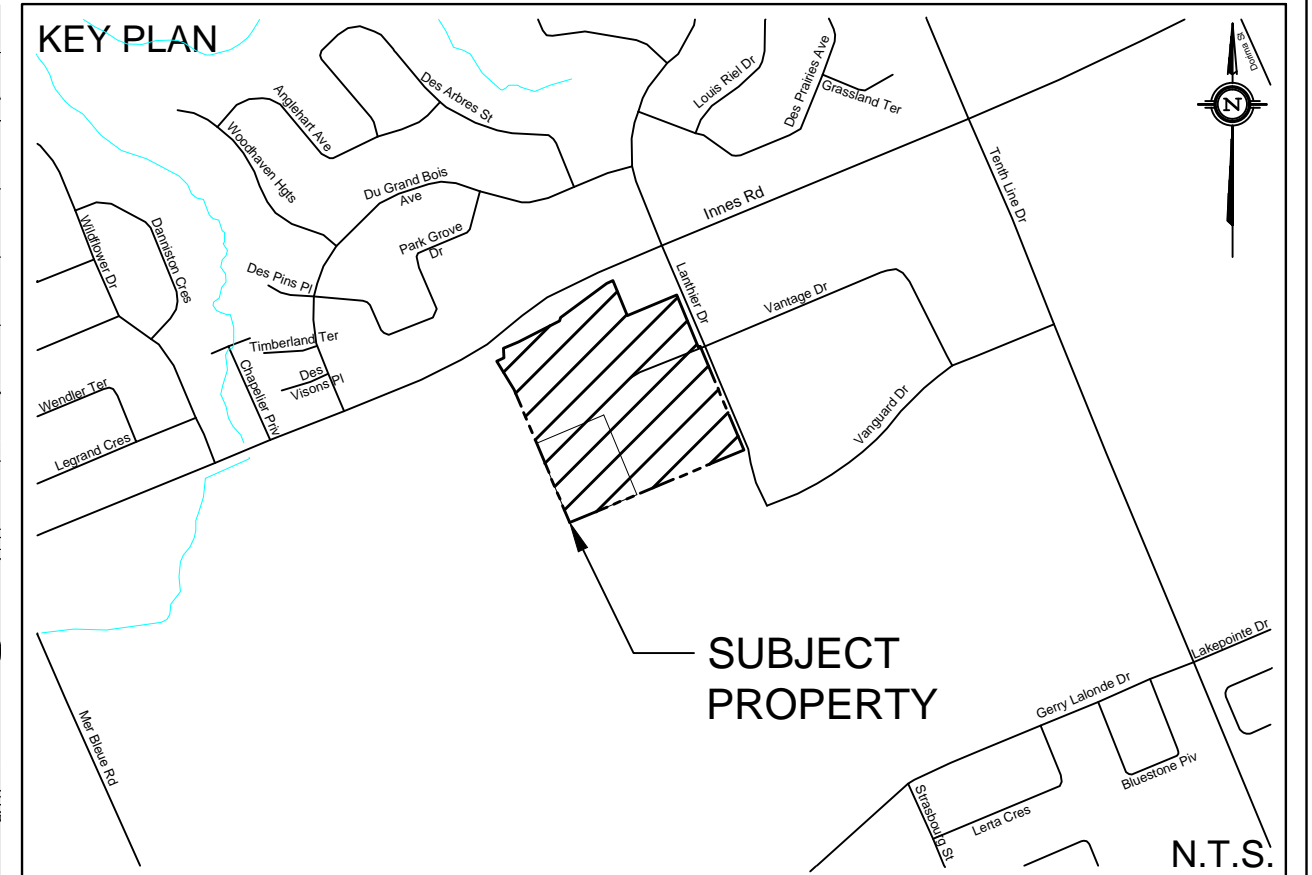 KEY PLAN
Des Arbres St
Louis Riel Dr
Des Prairies Ave
Grassland Ter
Anglehart Ave
Woodhaven Hgts
Du Grand Bois
Ave
Innes Rd
Tenth Line Dr
N
Wildflower Dr
Danniston Cres
Park Grove
Dr
Des Pins Pl
Lanthier Dr
Vantage Dr
Timberland Ter
Des
Visons Pl
Chapelier Priv
Wendler Ter
Legrand Cres
Vanguard Dr
SUBJECT
PROPERTY
Lakepointe Dr
Gerry Lalonde Dr
Mer Bleue Rd
Bluestone Piv
Strasbourg St
Lerta Cres
N.T.S.